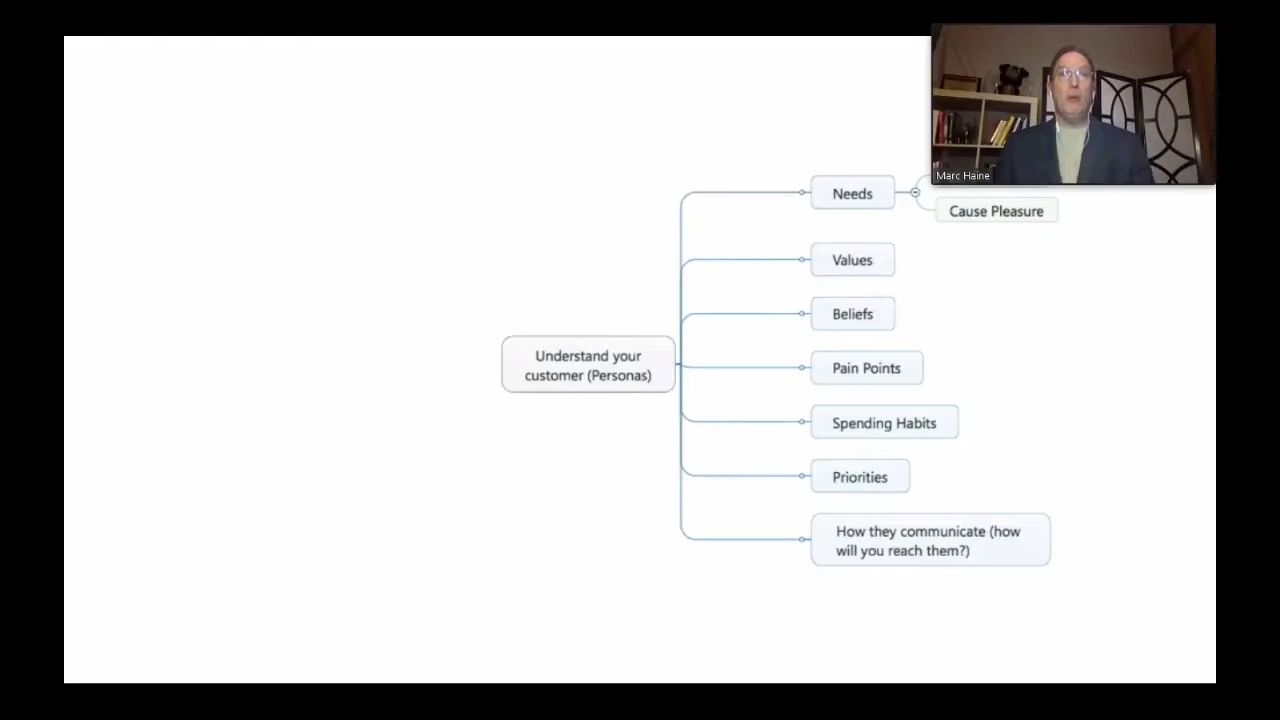 Marc Haine
Needs
Cause Pleasure
Values
Beliefs
Understand your
customer (Personas)
Pain Points
Spending Habits
Priorities
How they communicate (how
will you reach them?)